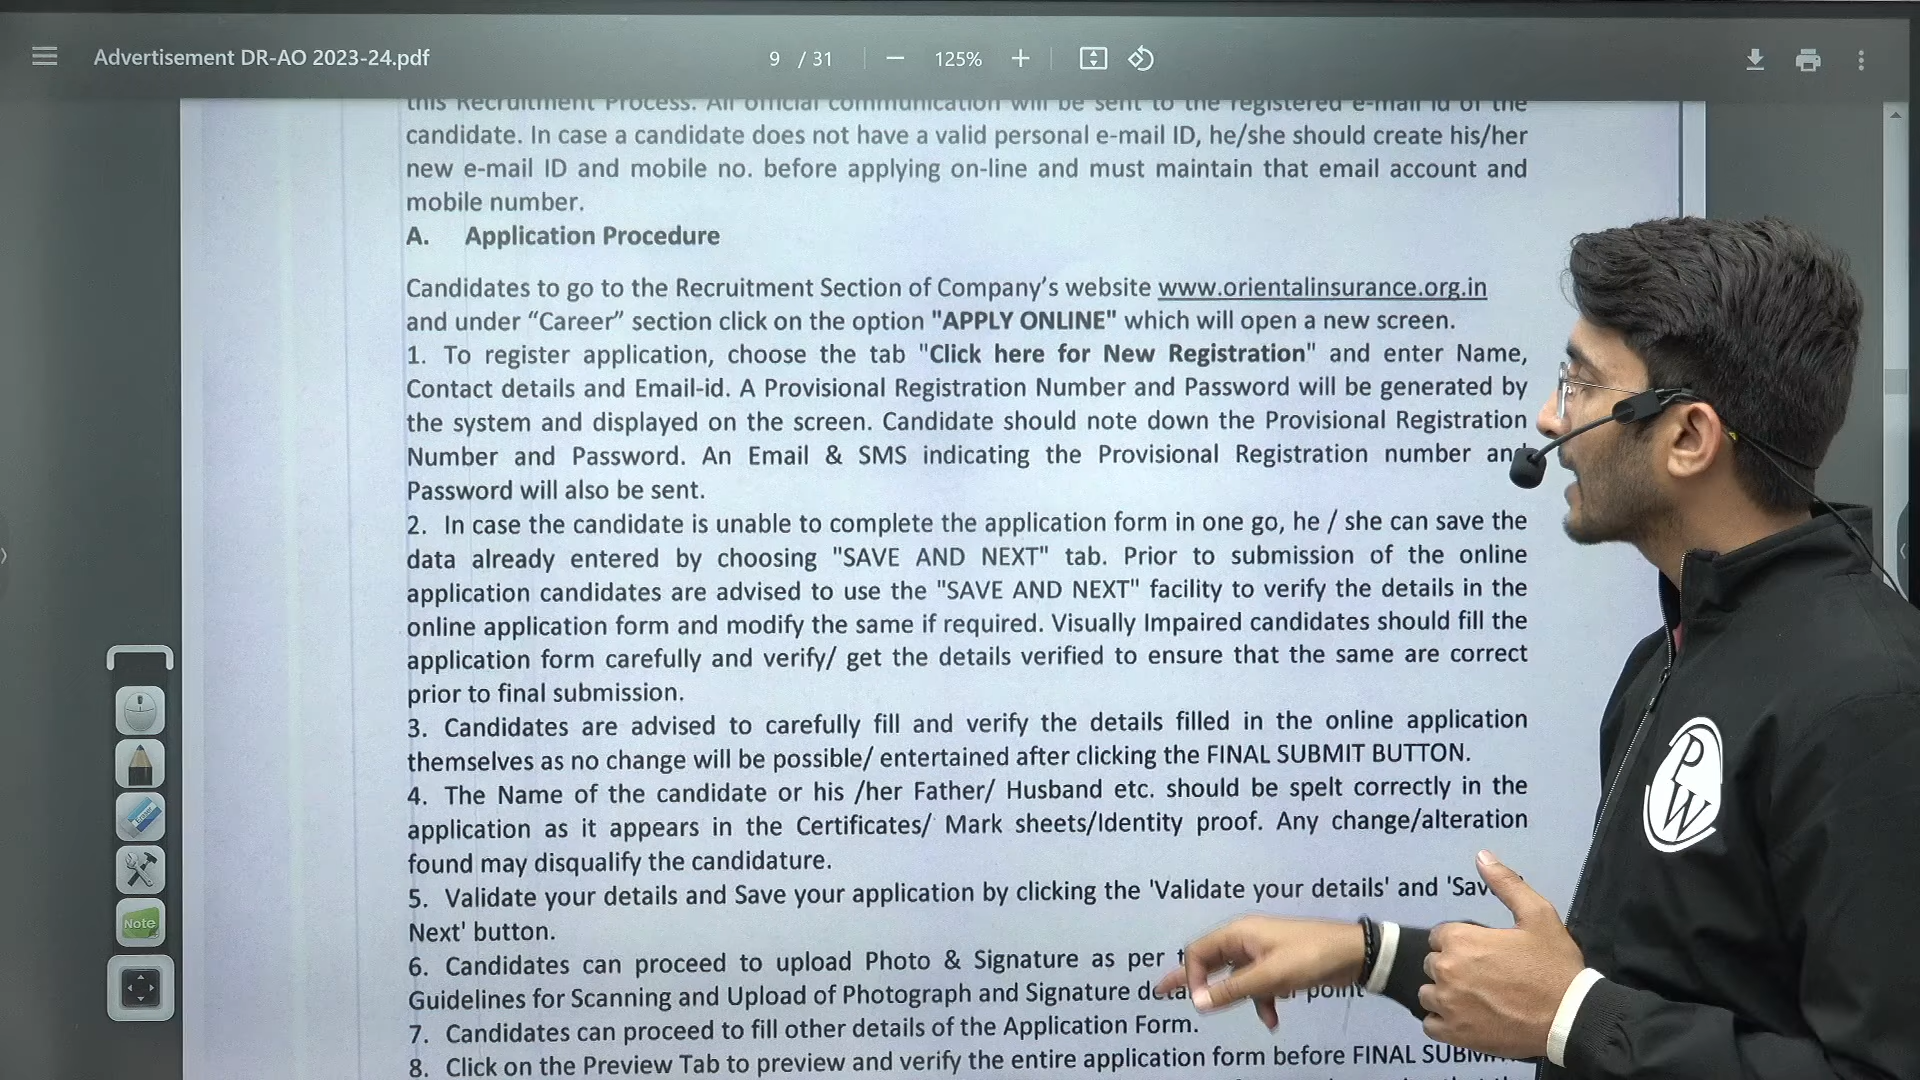 Advertisement DR-AO 2023-24.pdf
9 / 31
125%
this Recruitment Process. All official communication will be sent to the registered e-mail id of the
candidate. In case a candidate does not have a valid personal e-mail ID, he/she should create his/her
new e-mail ID and mobile no. before applying on-line and must maintain that email account and
mobile number.
A. Application Procedure
Candidates to go to the Recruitment Section of Company's website www.orientalinsurance.org.in
and under “Career” section click on the option "APPLY ONLINE" which will open a new screen.
1. To register application, choose the tab "Click here for New Registration" and enter Name,
Contact details and Email-id. A Provisional Registration Number and Password will be generated by
the system and displayed on the screen. Candidate should note down the Provisional Registration
Number and Password. An Email & SMS indicating the Provisional Registration number and
Password will also be sent.
2. In case the candidate is unable to complete the application form in one go, he / she can save the
data already entered by choosing "SAVE AND NEXT" tab. Prior to submission of the online
application candidates are advised to use the "SAVE AND NEXT" facility to verify the details in the
online application form and modify the same if required. Visually Impaired candidates should fill the
application form carefully and verify/ get the details verified to ensure that the same are correct
prior to final submission.
3. Candidates are advised to carefully fill and verify the details filled in the online application
themselves as no change will be possible/ entertained after clicking the FINAL SUBMIT BUTTON.
4. The Name of the candidate or his /her Father/ Husband etc. should be spelt correctly in the
application as it appears in the Certificates/ Mark sheets/Identity proof. Any change/alteration
found may disqualify the candidature.
5. Validate your details and Save your application by clicking the 'Validate your details' and 'Save
Next' button.
6. Candidates can proceed to upload Photo & Signature as per
Guidelines for Scanning and Upload of Photograph and Signature point
7. Candidates can proceed to fill other details of the Application Form.
8. Click on the Preview Tab to preview and verify the entire application form before FINAL SUBMIT
Eraser
Note
P
W